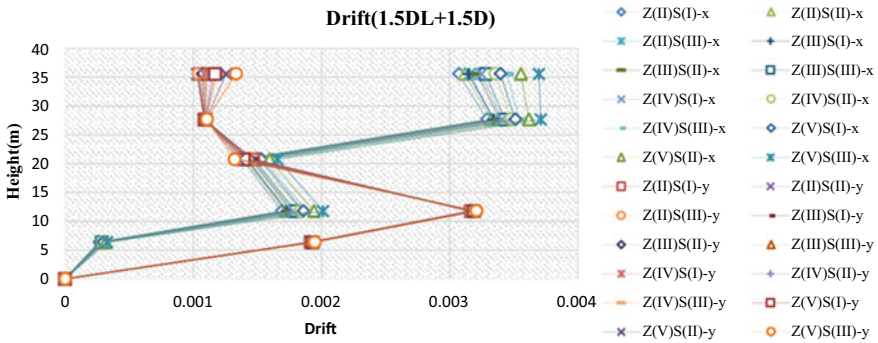 Drift(1.5DL+1.5D)
Height(m)
40
35
30
25
20
15
10
5
0
0 0.001 0.002 0.003 0.004
Drift
Z(II)S(I)-x Z(II)S(II)-x
Z(II)S(III)-x Z(III)S(I)-x
Z(III)S(II)-x Z(III)S(III)-x
Z(IV)S(I)-x Z(IV)S(II)-x
Z(IV)S(III)-x Z(V)S(I)-x
Z(V)S(II)-x Z(V)S(III)-x
Z(II)S(I)-y Z(II)S(II)-y
Z(II)S(III)-y Z(III)S(I)-y
Z(III)S(II)-y Z(III)S(III)-y
Z(IV)S(I)-y Z(IV)S(II)-y
Z(IV)S(III)-y Z(V)S(I)-y
Z(V)S(II)-y Z(V)S(III)-y